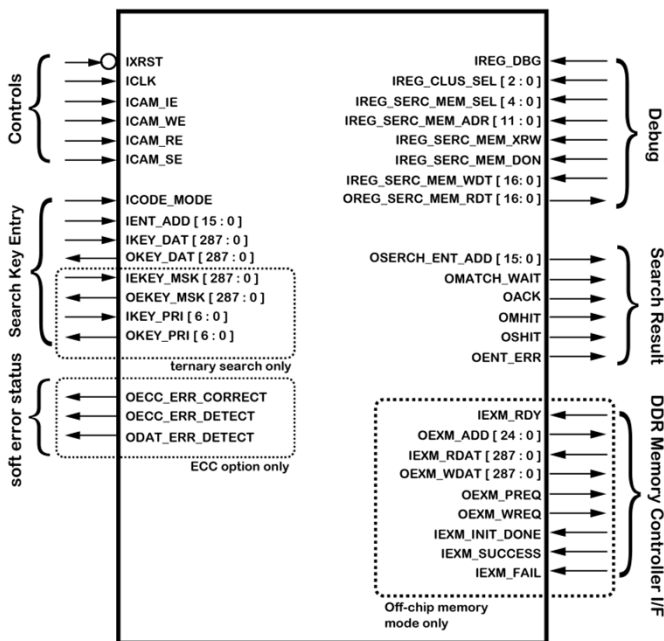 Controls
IXRST
ICLK
ICAM_IE
ICAM_WE
ICAM_RE
ICAM_SE
Search Key Entry
ICODE_MODE
IENT_ADD [ 15 : 0 ]
IKEY_DAT [ 287 : 0 ]
OKEY_DAT [ 287 : 0 ]
IEKEY_MSK [ 287 : 0 ]
OEKEY_MSK [ 287 : 0 ]
IKEY_PRI [ 6 : 0 ]
OKEY_PRI [ 6 : 0 ]
ternary search only
soft error status
OECC_ERR_CORRECT
OECC_ERR_DETECT
ODAT_ERR_DETECT
ECC option only
IREG_DBG
IREG_CLUS_SEL [ 2 : 0 ]
IREG_SERC_MEM_SEL [ 4 : 0 ]
IREG_SERC_MEM_ADR [ 11 : 0 ]
IREG_SERC_MEM_XRW
IREG_SERC_MEM_DON
IREG_SERC_MEM_WDT [ 16: 0 ]
OREG_SERC_MEM_RDT [ 16: 0 ]
Debug
OSERCH_ENT_ADD [ 15: 0 ]
OMATCH_WAIT
OACK
OMHIT
OSHIT
OENT_ERR
Search Result
IEXM_RDY
OEXM_ADD [ 24 : 0 ]
IEXM_RDAT [ 287 : 0 ]
OEXM_WDAT [ 287 : 0 ]
OEXM_PREQ
OEXM_WREQ
IEXM_INIT_DONE
IEXM_SUCCESS
IEXM_FAIL
Off-chip memory
mode only
DDR Memory Controller I/F